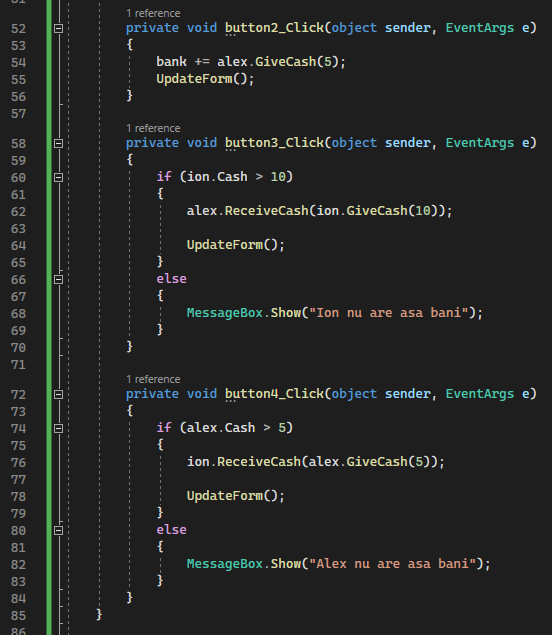 51
1 reference
52 private void button2_Click(object sender, EventArgs e)
53 {
54 bank += alex.GiveCash(5);
55 UpdateForm();
56 }
57
1 reference
58 private void button3_Click(object sender, EventArgs e)
59 {
60 if (ion.Cash > 10)
61 {
62 alex.ReceiveCash(ion.GiveCash(10));
63
64 UpdateForm();
65 }
66 else
67 {
68 MessageBox.Show("Ion nu are asa bani");
69 }
70 }
71
1 reference
72 private void button4_Click(object sender, EventArgs e)
73 {
74 if (alex.Cash > 5)
75 {
76 ion.ReceiveCash(alex.GiveCash(5));
77
78 UpdateForm();
79 }
80 else
81 {
82 MessageBox.Show("Alex nu are asa bani");
83 }
84 }
85 }
86